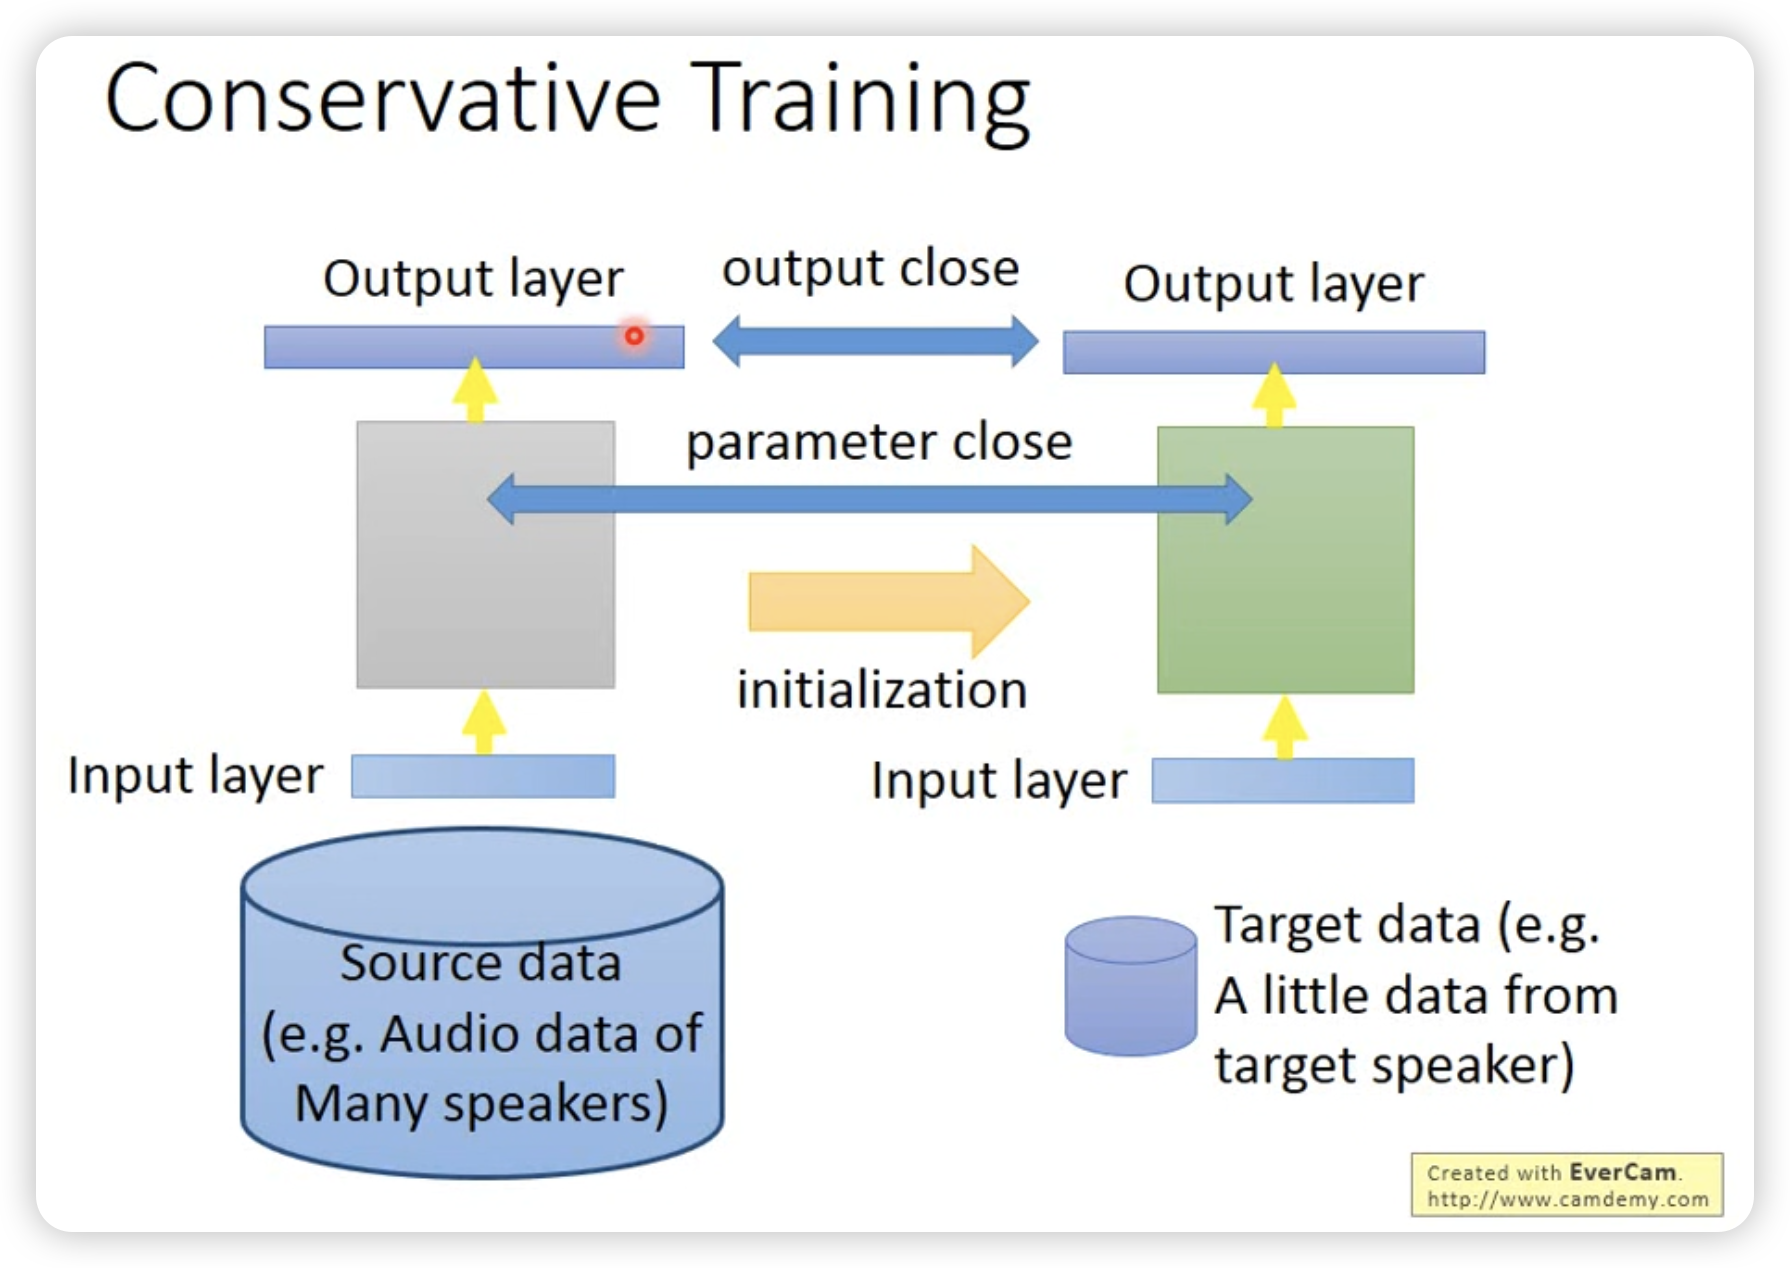 Conservative Training
Output layer
output close
Output layer
parameter close
initialization
Input layer
Input layer
Source data
(e.g. Audio data of
Many speakers)
Target data (e.g.
A little data from
target speaker)
Created with EverCam.
http://www.camdemy.com